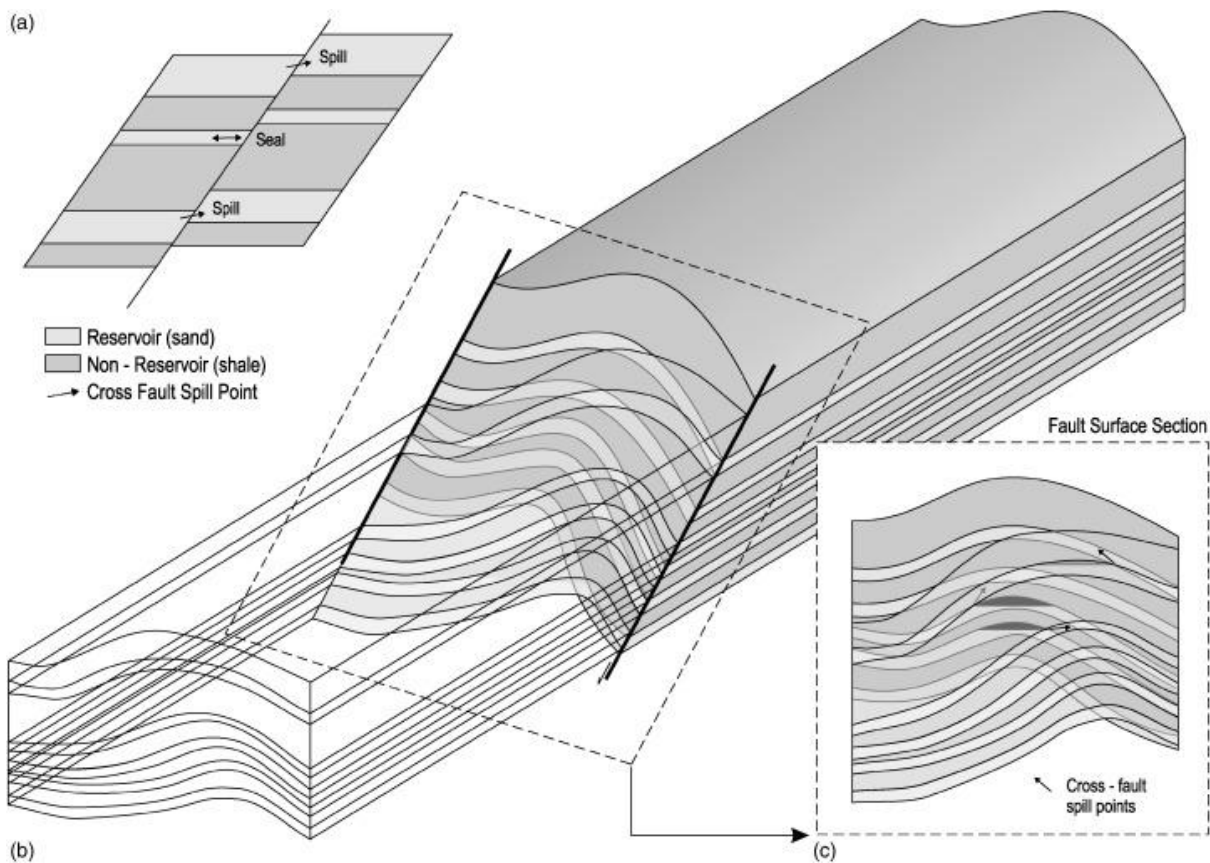 (a)
Spill
Seal
Spill
Reservoir (sand)
Non - Reservoir (shale)
Cross Fault Spill Point
Fault Surface Section
Cross - fault
spill points
(b)
(c)